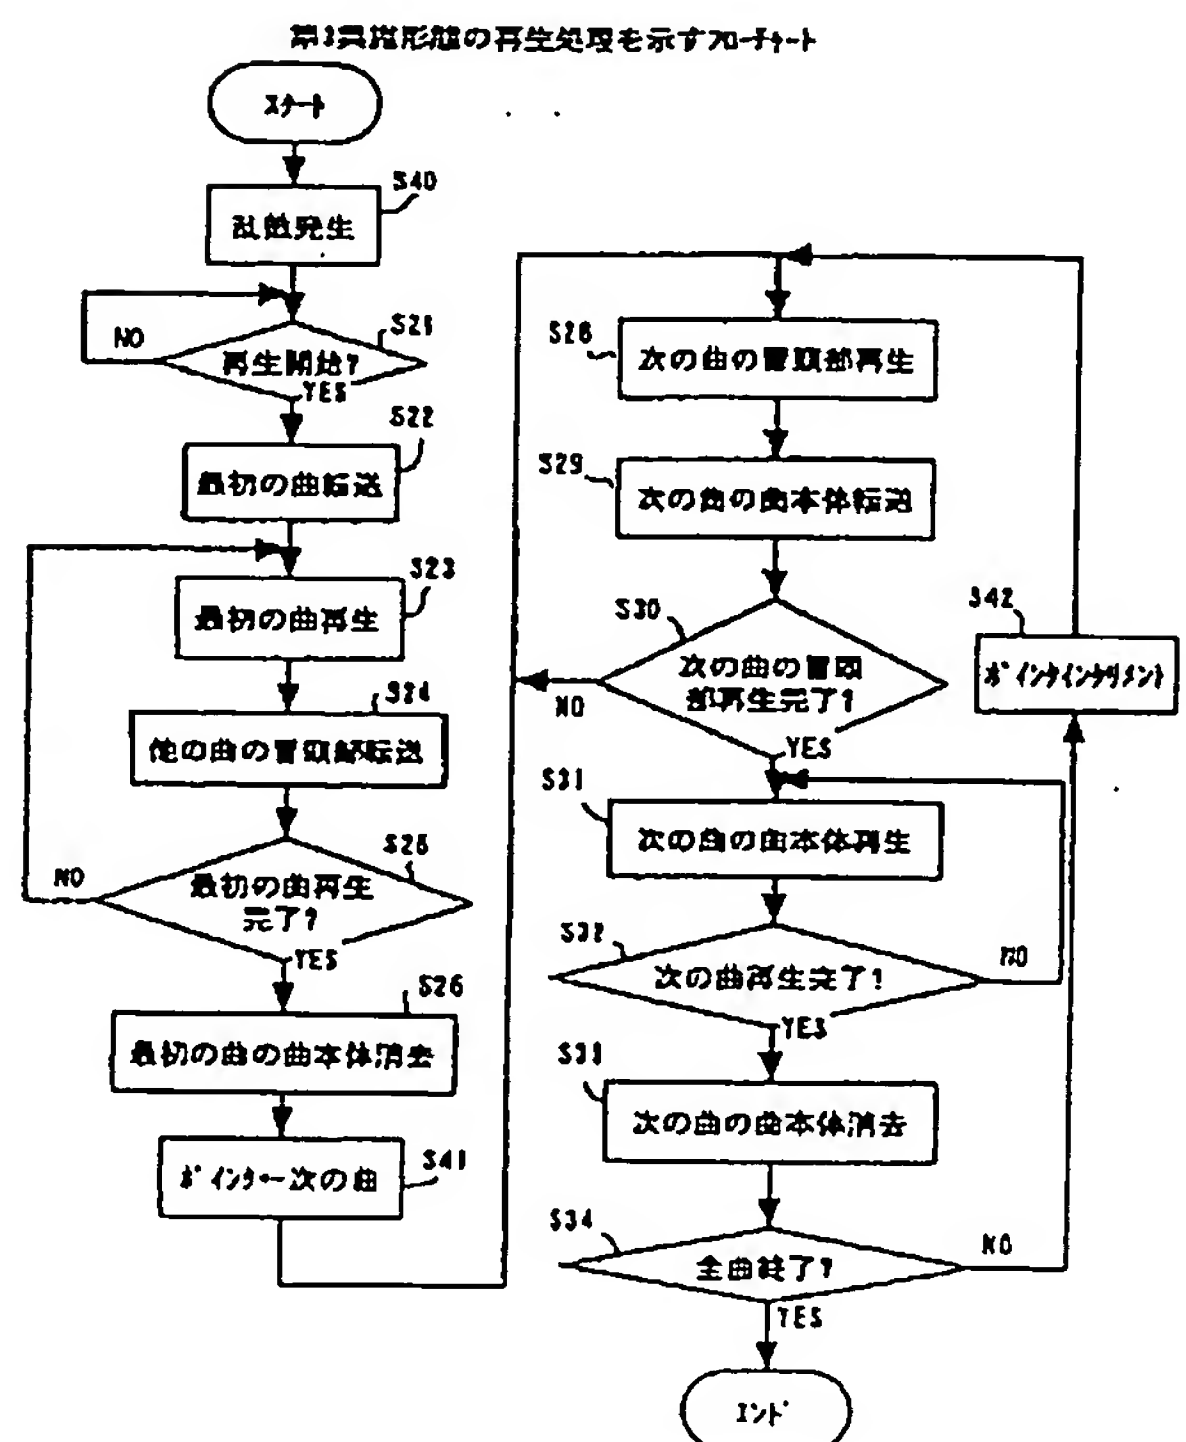 第3実施形態の再生処理を示すフローチャート
スタート
S40
乱数発生
S21
再生開始?
NO
YES
S22
最初の曲転送
S23
最初の曲再生
S24
他の曲の冒頭部転送
S25
最初の曲再生
完了?
NO
YES
S26
最初の曲の曲本体消去
S41
ポインタ←次の曲
S28
次の曲の冒頭部再生
S29
次の曲の曲本体転送
S30
次の曲の冒頭
部再生完了?
NO
YES
S42
ポインタインクリメント
S31
次の曲の曲本体再生
S32
次の曲再生完了?
NO
YES
S33
次の曲の曲本体消去
S34
全曲終了?
NO
YES
エンド